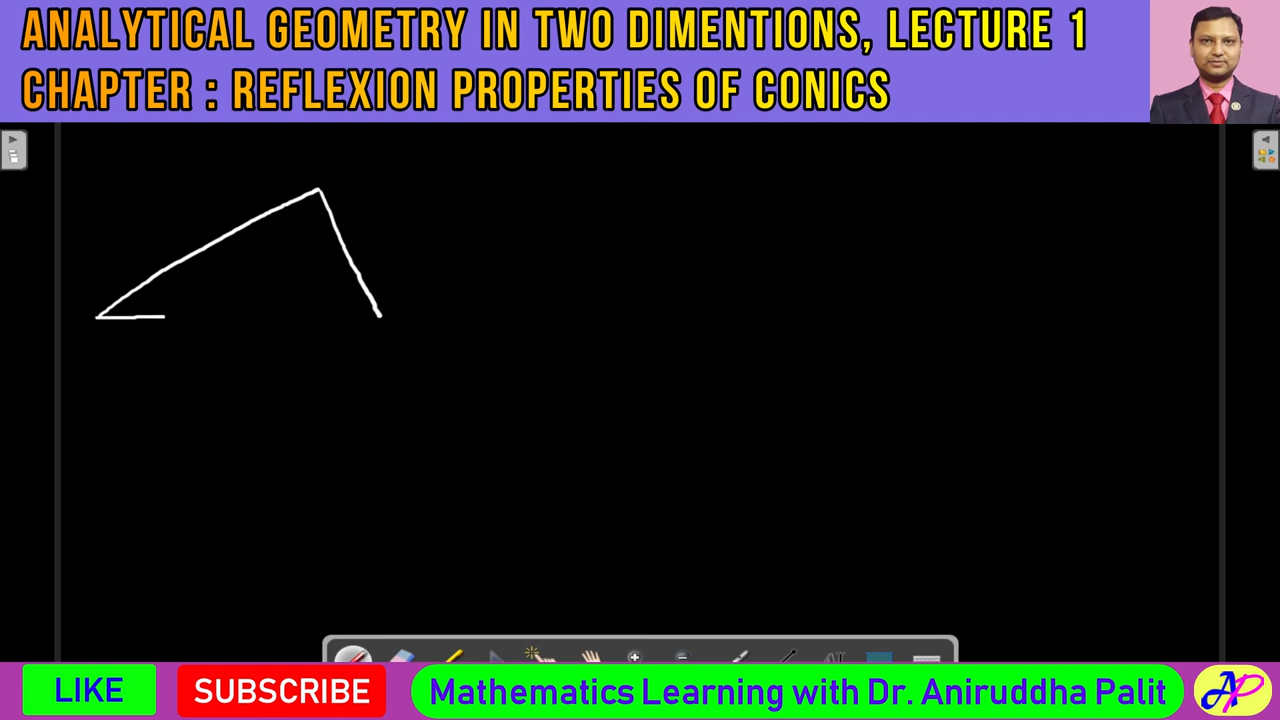 ANALYTICAL GEOMETRY IN TWO DIMENTIONS, LECTURE 1
CHAPTER : REFLEXION PROPERTIES OF CONICS
LIKE
SUBSCRIBE
Mathematics Learning with Dr. Aniruddha Palit
AP